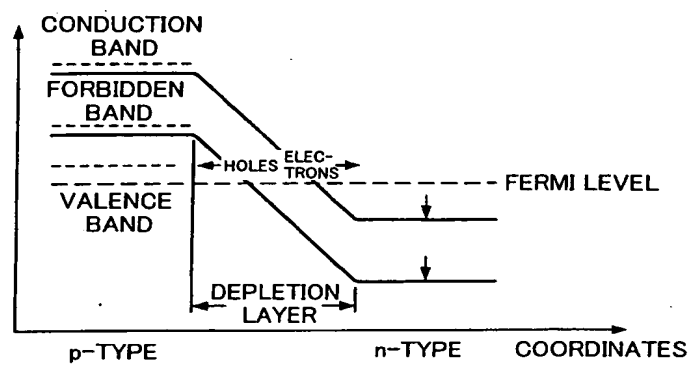 CONDUCTION
BAND
FORBIDDEN
BAND
HOLES
ELEC-
TRONS
FERMI LEVEL
VALENCE
BAND
DEPLETION
LAYER
p-TYPE
n-TYPE
COORDINATES